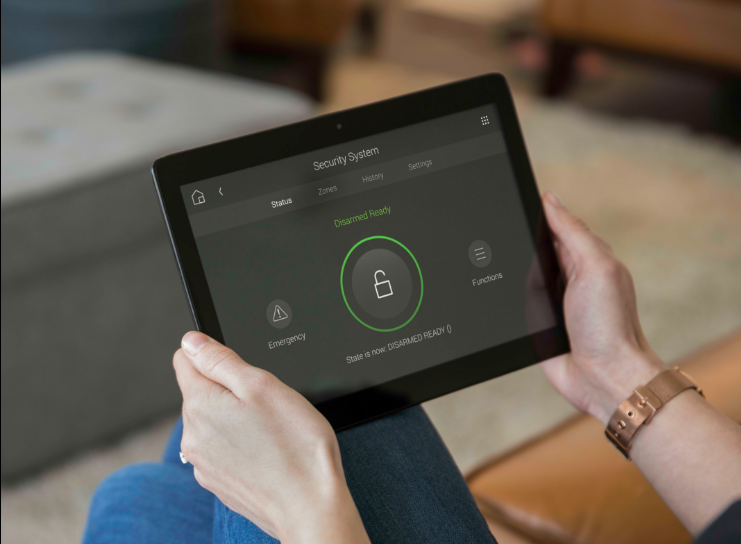 Security System
Status Zones History Settings
Disarmed Ready
Emergency
Functions
State is now: DISARMED READY ()